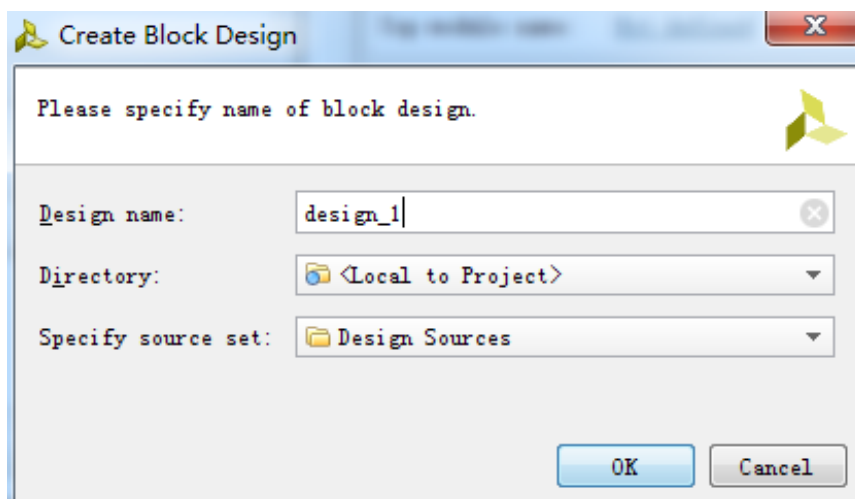 Create Block Design
Please specify name of block design.
Design name: design_1
Directory: <Local to Project>
Specify source set: Design Sources
OK Cancel